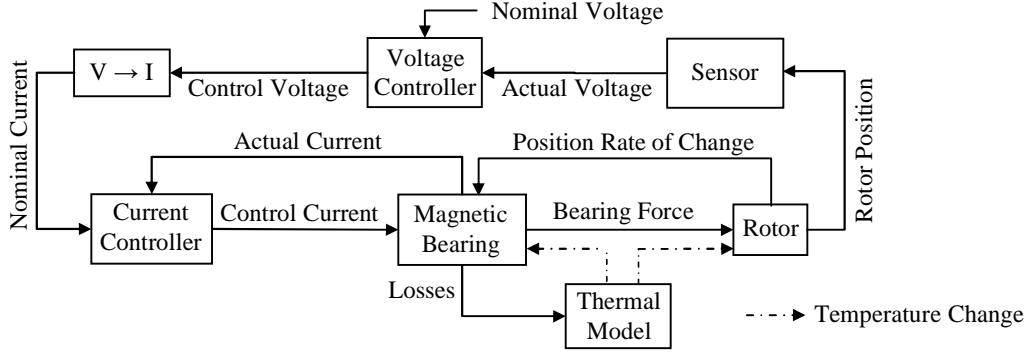 Nominal Voltage
V → I
Voltage
Controller
Sensor
Control Voltage
Actual Voltage
Nominal Current
Rotor Position
Actual Current
Position Rate of Change
Current
Controller
Control Current
Magnetic
Bearing
Bearing Force
Rotor
Losses
Thermal
Model
Temperature Change